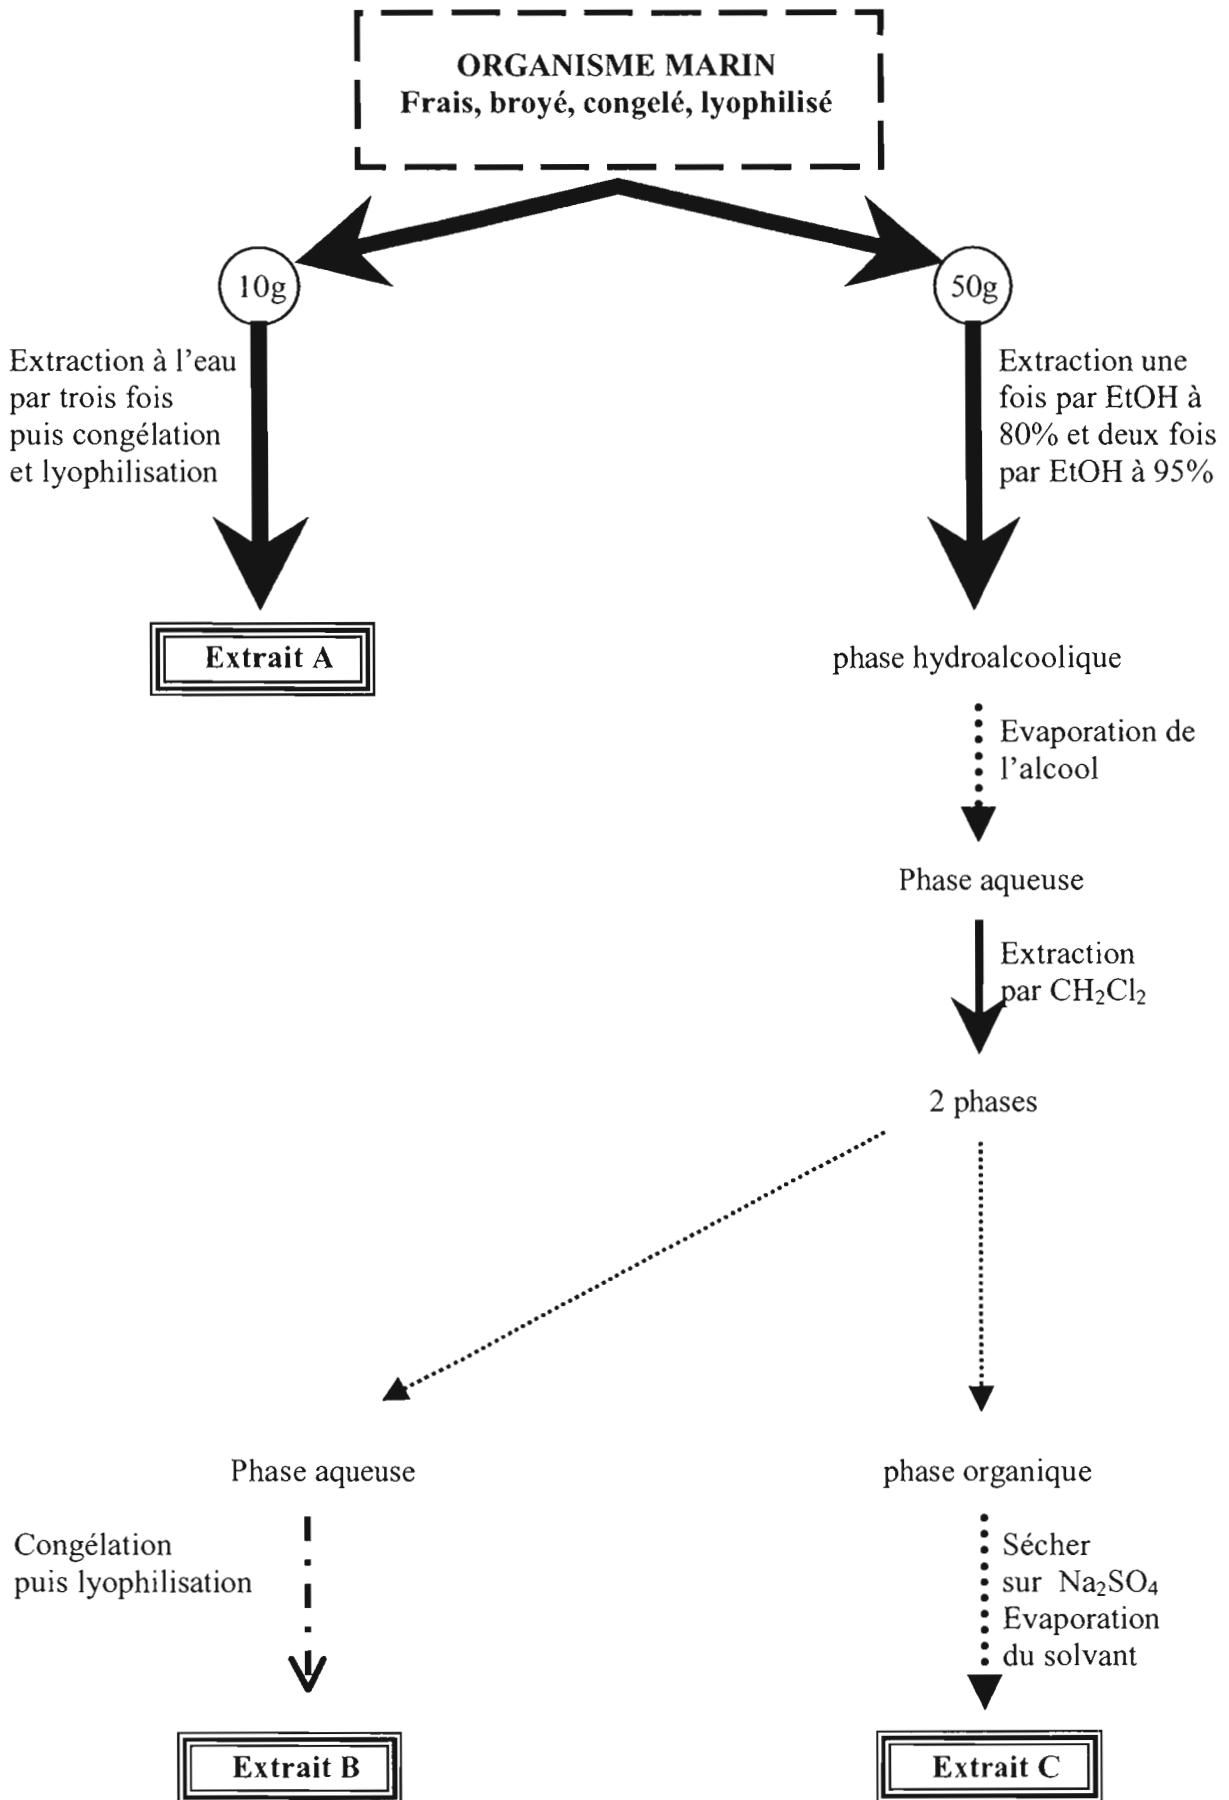 ORGANISME MARIN
Frais, broyé, congelé, lyophilisé
10g
50g
Extraction à l'eau
par trois fois
puis congélation
et lyophilisation
Extraction une
fois par EtOH à
80% et deux fois
par EtOH à 95%
Extrait A
phase hydroalcoolique
Evaporation de
l'alcool
Phase aqueuse
Extraction
par CH₂Cl₂
2 phases
Phase aqueuse
phase organique
Congélation
puis lyophilisation
Sécher
sur Na₂SO₄
Evaporation
du solvant
Extrait B
Extrait C